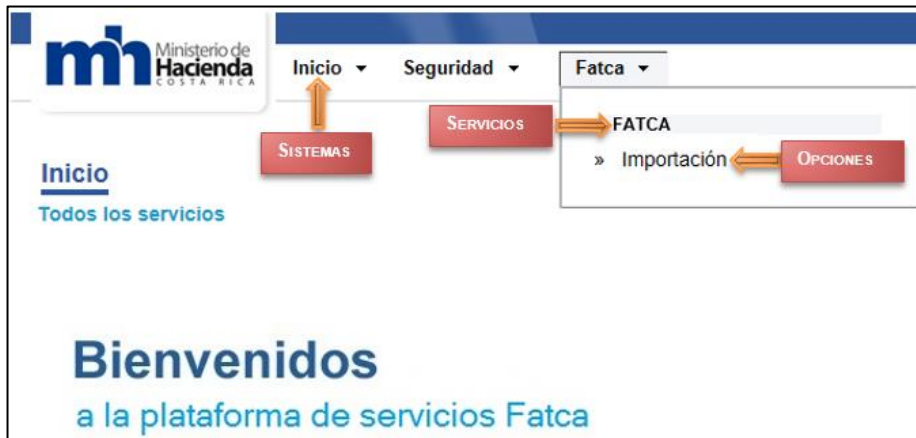 mh Ministerio de
Hacienda
COSTA RICA
Inicio Seguridad Fatca
SISTEMAS
SERVICIOS
FATCA
» Importación
OPCIONES
Inicio
Todos los servicios
Bienvenidos
a la plataforma de servicios Fatca